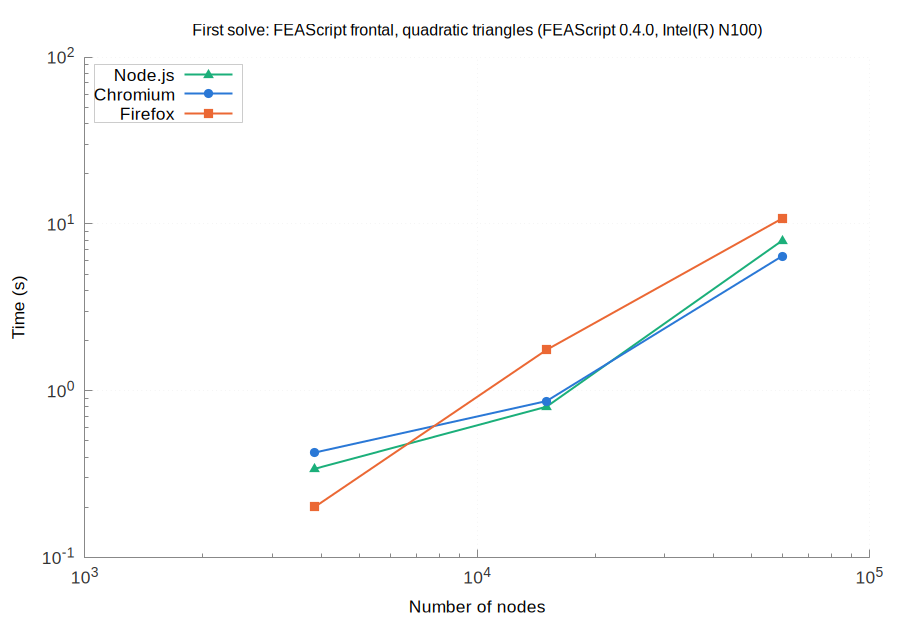 First solve: FEAScript frontal, quadratic triangles (FEAScript 0.4.0, Intel(R) N100)
10²
Node.js
Chromium
Firefox
10¹
Time (s)
10⁰
10⁻¹
10³ 10⁴ 10⁵
Number of nodes